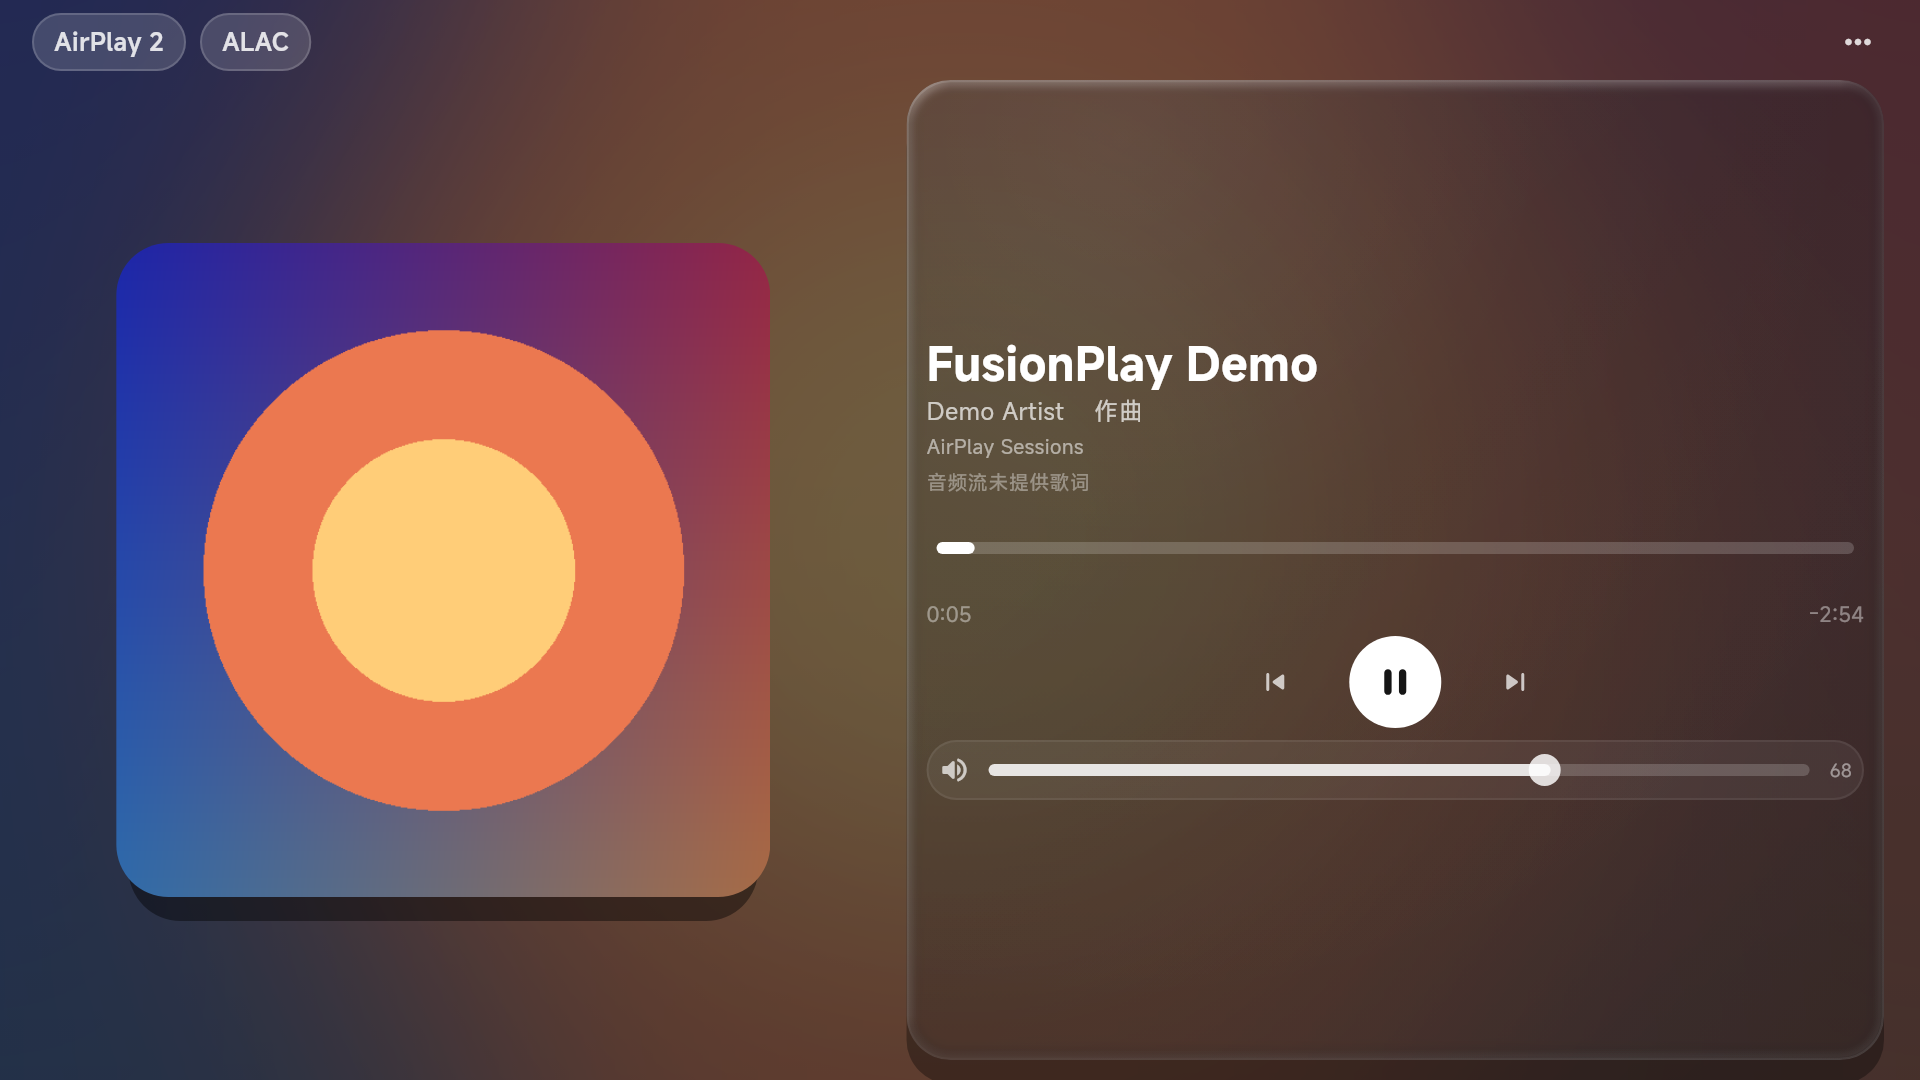 AirPlay 2
ALAC
FusionPlay Demo
Demo Artist 作曲
AirPlay Sessions
音频流未提供歌词
0:05
-2:54
68